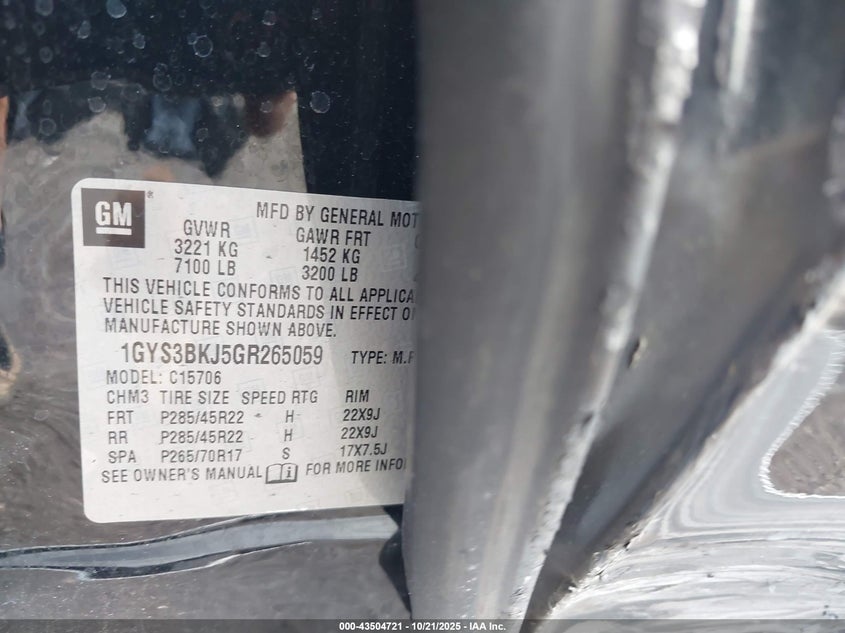 GM
MFD BY GENERAL MOT
GVWR GAWR FRT
3221 KG 1452 KG
7100 LB 3200 LB
THIS VEHICLE CONFORMS TO ALL APPLICA
VEHICLE SAFETY STANDARDS IN EFFECT O
MANUFACTURE SHOWN ABOVE.
1GYS3BKJ5GR265059 TYPE: M.P
MODEL: C15706
CHM3 TIRE SIZE SPEED RTG RIM
FRT P285/45R22 H 22X9J
RR P285/45R22 H 22X9J
SPA P265/70R17 S 17X7.5J
SEE OWNER'S MANUAL FOR MORE INFO
000-43504721 - 10/21/2025 - IAA Inc.